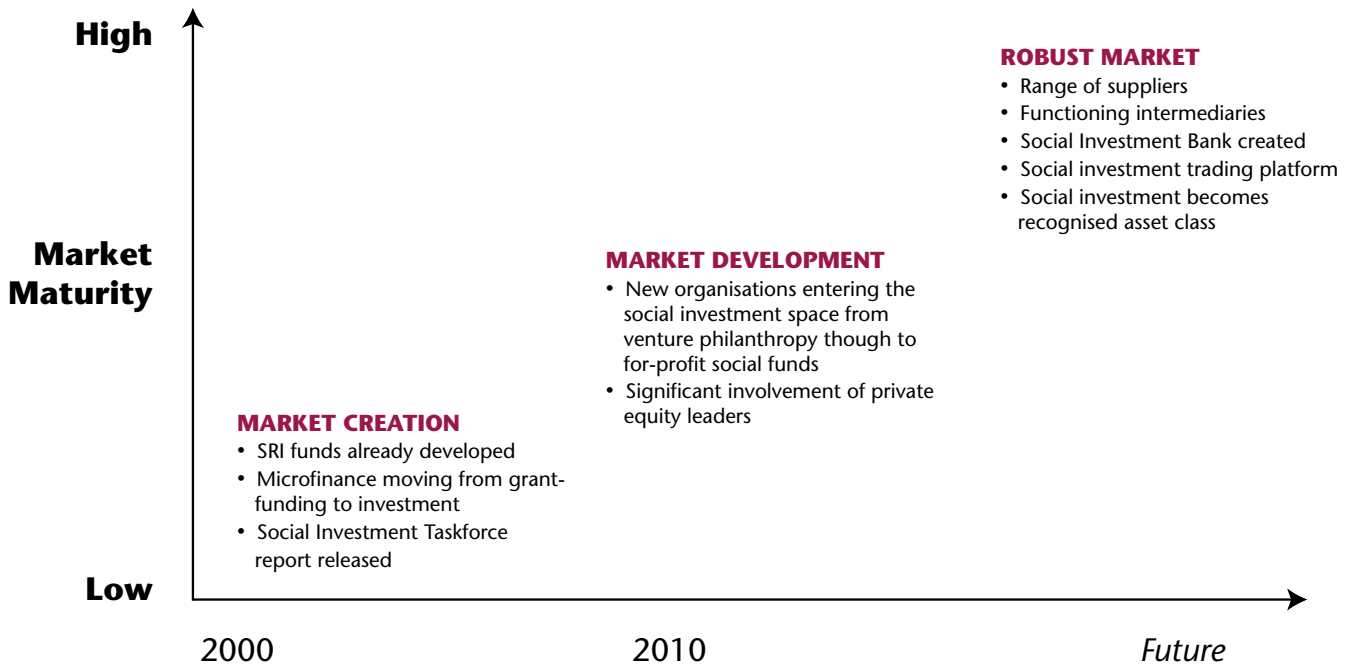 High
Market
Maturity
Low
ROBUST MARKET
• Range of suppliers
• Functioning intermediaries
• Social Investment Bank created
• Social investment trading platform
• Social investment becomes
recognised asset class
MARKET DEVELOPMENT
• New organisations entering the
social investment space from
venture philanthropy though to
for-profit social funds
• Significant involvement of private
equity leaders
MARKET CREATION
• SRI funds already developed
• Microfinance moving from grant-
funding to investment
• Social Investment Taskforce
report released
2000
2010
Future